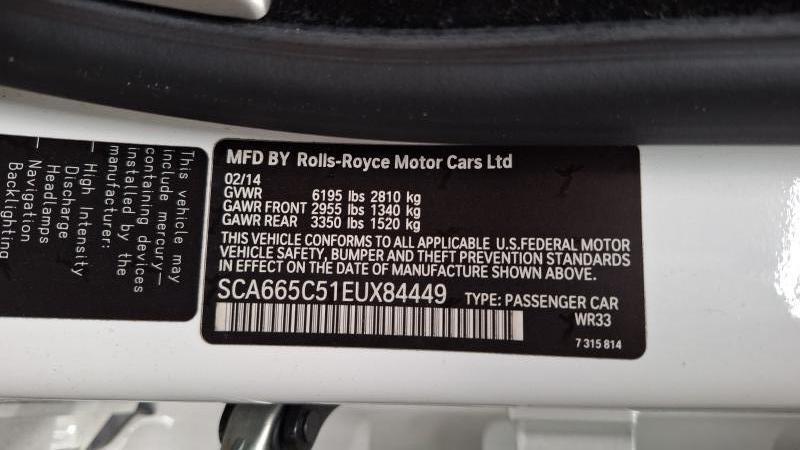 MFD BY Rolls-Royce Motor Cars Ltd
02/14
GVWR 6195 lbs 2810 kg
GAWR FRONT 2955 lbs 1340 kg
GAWR REAR 3350 lbs 1520 kg
THIS VEHICLE CONFORMS TO ALL APPLICABLE U.S.FEDERAL MOTOR
VEHICLE SAFETY, BUMPER AND THEFT PREVENTION STANDARDS
IN EFFECT ON THE DATE OF MANUFACTURE SHOWN ABOVE.
SCA665C51EUX84449 TYPE: PASSENGER CAR
WR33
7 315 814
This vehicle may
include mercury–
containing devices
installed by the
manufacturer:
– High Intensity
Discharge
Headlamps
– Navigation
Backlighting